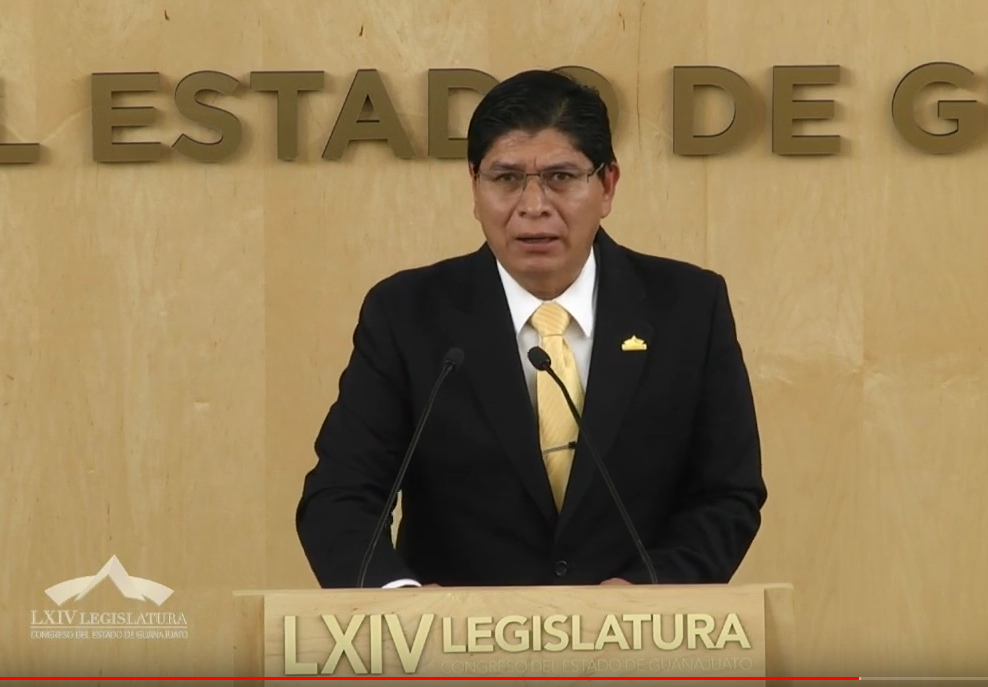 L ESTADO DE G
LXIV LEGISLATURA
CONGRESO DEL ESTADO DE GUANAJUATO
LXIV LEGISLATURA
CONGRESO DEL ESTADO DE GUANAJUATO